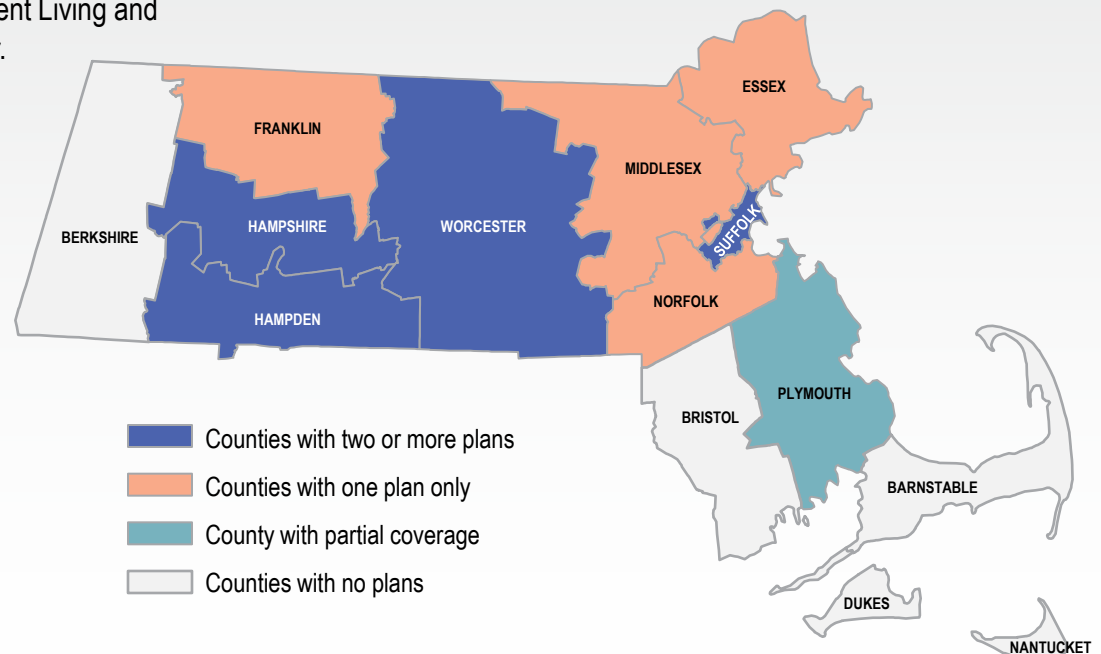 ent Living and
ESSEX
FRANKLIN
MIDDLESEX
HAMPSHIRE
WORCESTER
SUFFOLK
BERKSHIRE
NORFOLK
HAMPDEN
PLYMOUTH
BRISTOL
Counties with two or more plans
Counties with one plan only
BARNSTABLE
County with partial coverage
Counties with no plans
DUKES
NANTUCKET